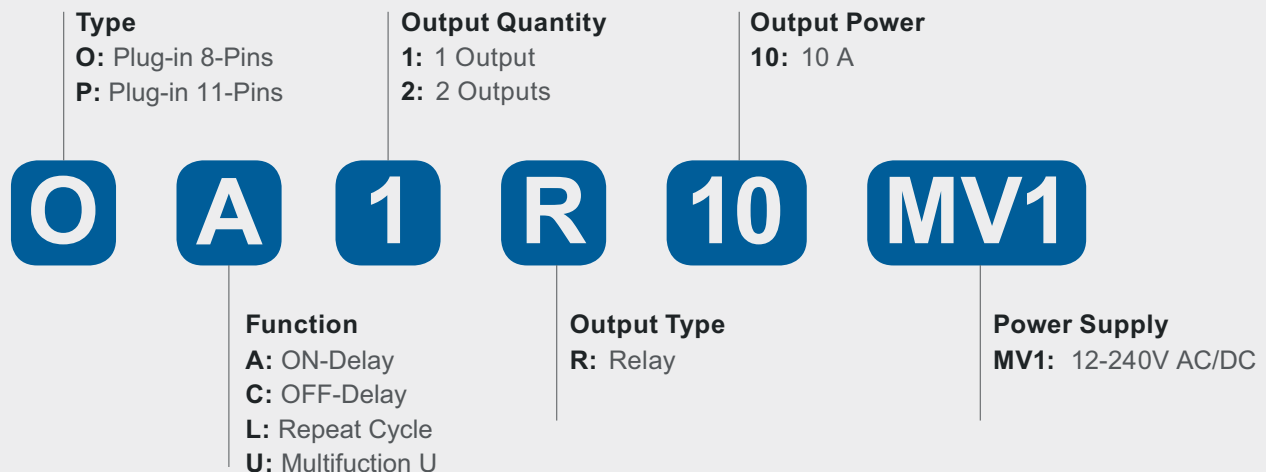 Type
O: Plug-in 8-Pins
P: Plug-in 11-Pins
Output Quantity
1: 1 Output
2: 2 Outputs
Output Power
10: 10 A
O A 1 R 10 MV1
Function
A: ON-Delay
C: OFF-Delay
L: Repeat Cycle
U: Multifuction U
Output Type
R: Relay
Power Supply
MV1: 12-240V AC/DC